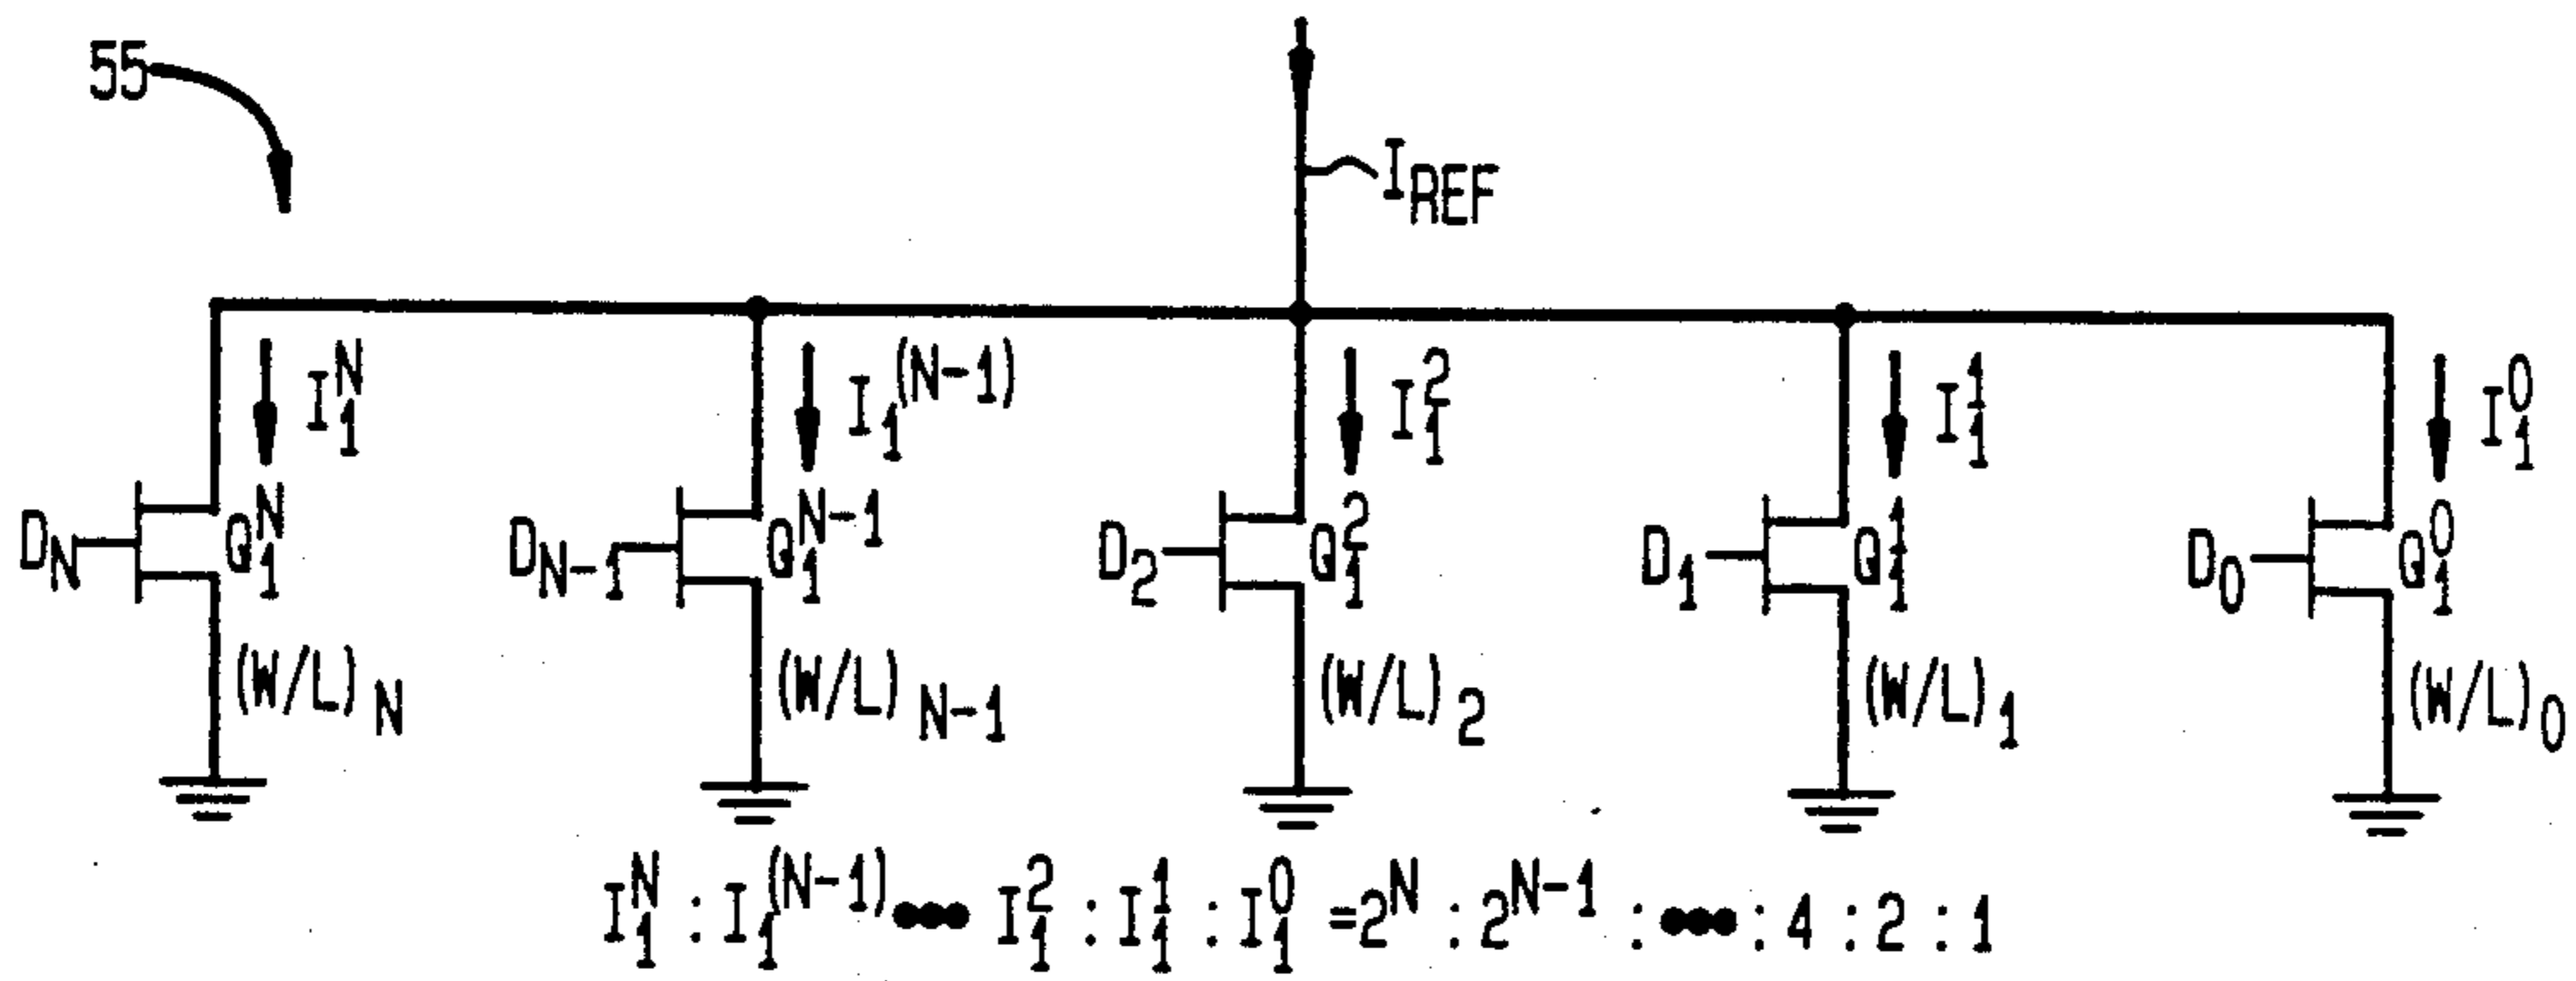 55
I_REF
I_1^N I_1^(N-1) I_1^2 I_1^1 I_1^0
D_N Q_1^N D_N-1 Q_1^N-1 D_2 Q_1^2 D_1 Q_1^1 D_0 Q_1^0
(W/L)_N (W/L)_N-1 (W/L)_2 (W/L)_1 (W/L)_0
I_1^N : I_1^(N-1) ••• I_1^2 : I_1^1 : I_1^0 =2^N : 2^N-1 : ••• : 4 : 2 : 1